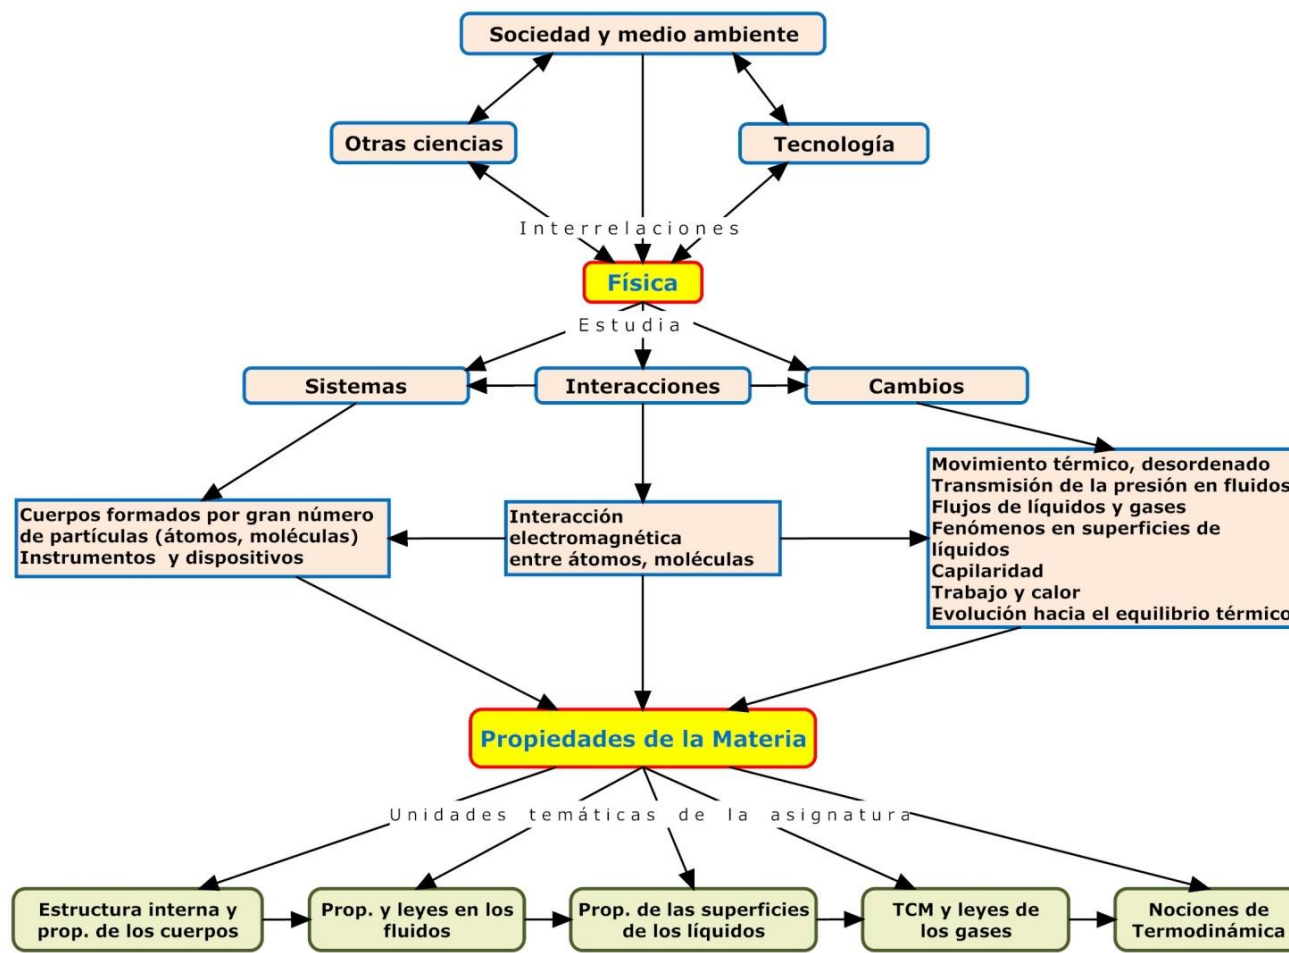 Sociedad y medio ambiente
Otras ciencias
Tecnología
Interrelaciones
Física
Estudia
Sistemas
Interacciones
Cambios
Cuerpos formados por gran número
de partículas (átomos, moléculas)
Instrumentos y dispositivos
Interacción
electromagnética
entre átomos, moléculas
Movimiento térmico, desordenado
Transmisión de la presión en fluidos
Flujos de líquidos y gases
Fenómenos en superficies de
líquidos
Capilaridad
Trabajo y calor
Evolución hacia el equilibrio térmico
Propiedades de la Materia
Unidades temáticas de la asignatura
Estructura interna y
prop. de los cuerpos
Prop. y leyes en los
fluidos
Prop. de las superficies
de los líquidos
TCM y leyes de
los gases
Nociones de
Termodinámica